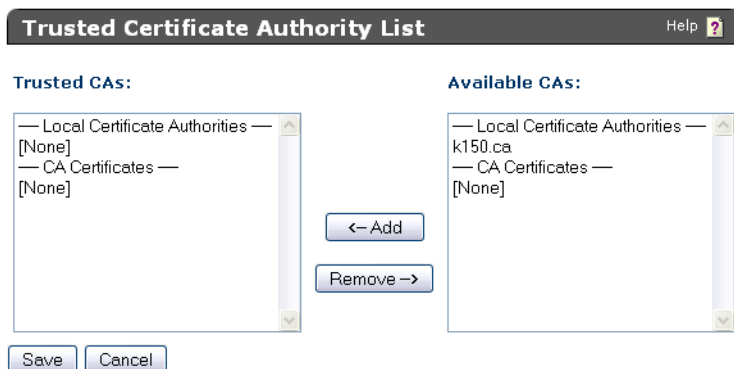 Trusted Certificate Authority List
Help ?
Trusted CAs:
— Local Certificate Authorities —
[None]
— CA Certificates —
[None]
<– Add
Remove –>
Available CAs:
— Local Certificate Authorities —
k150.ca
— CA Certificates —
[None]
Save
Cancel